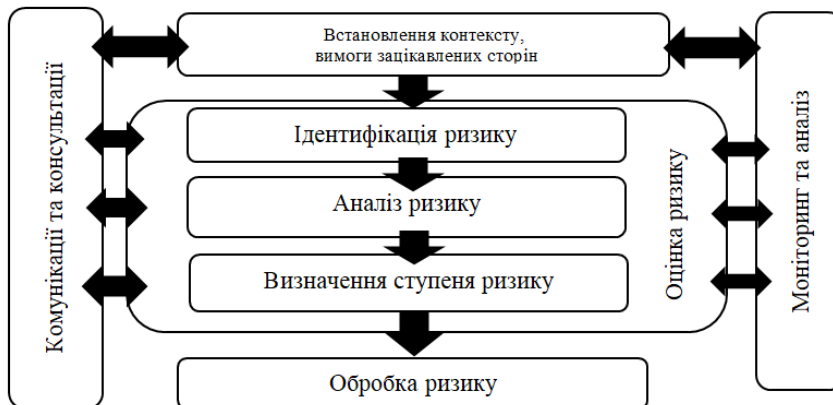 Встановлення контексту,
вимоги зацікавлених сторін
Комунікації та консультації
Ідентифікація ризику
Аналіз ризику
Визначення ступеня ризику
Оцінка ризику
Моніторинг та аналіз
Обробка ризику